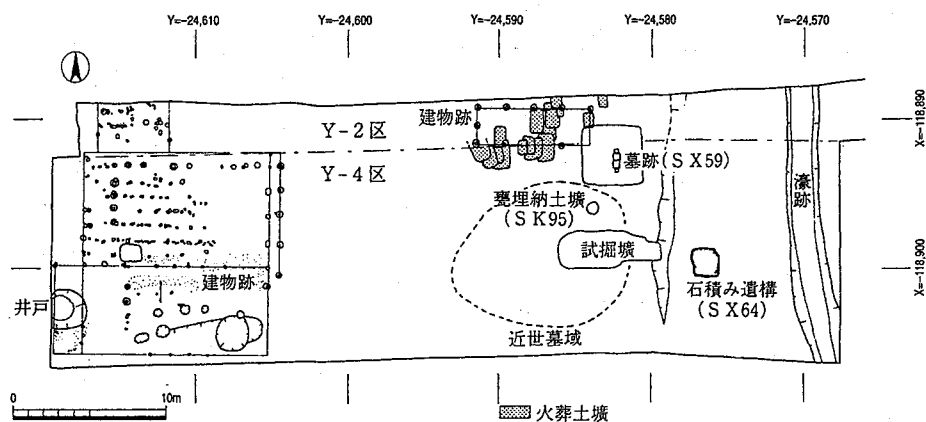 Y=-24,610
Y=-24,600
Y=-24,590
Y=-24,580
Y=-24,570
X=-118,890
Y-2区
建物跡
Y-4区
墓跡(SX59)
濠跡
甕埋納土壙
(SK95)
試掘壙
X=-118,900
井戸
建物跡
石積み遺構
(SX64)
近世墓域
0
10m
火葬土壙